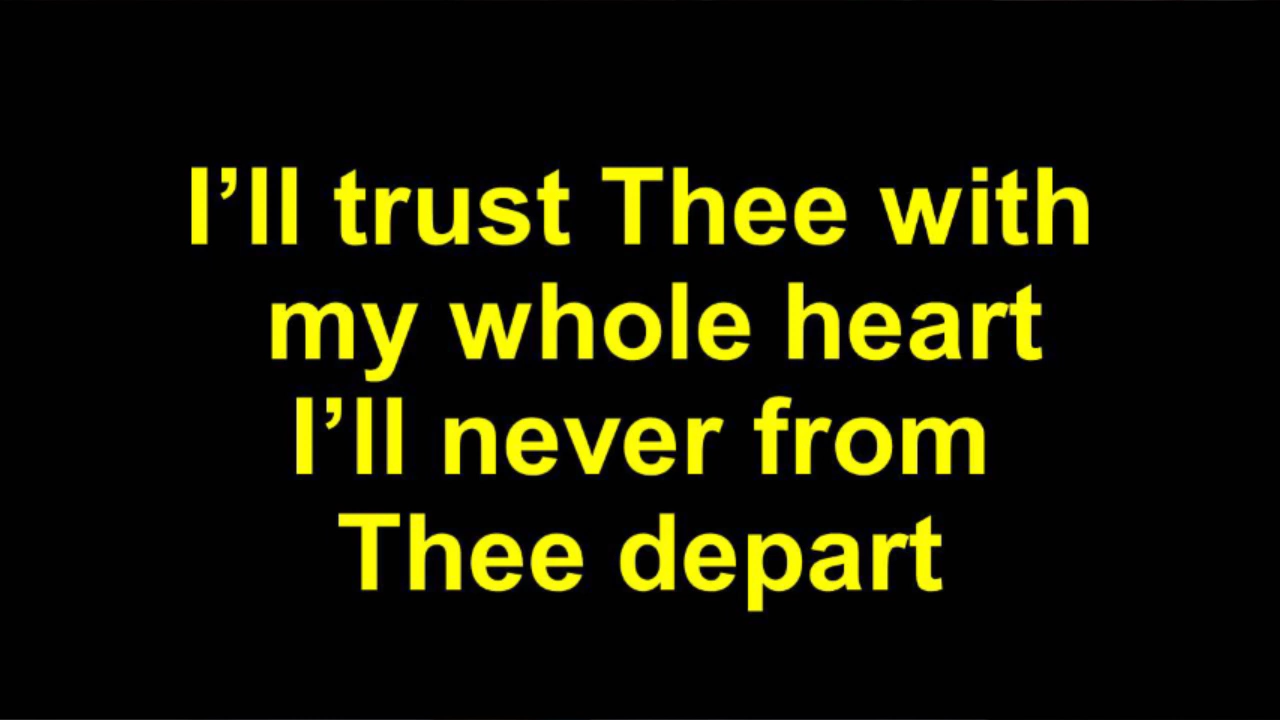 I’ll trust Thee with
my whole heart
I’ll never from
Thee depart